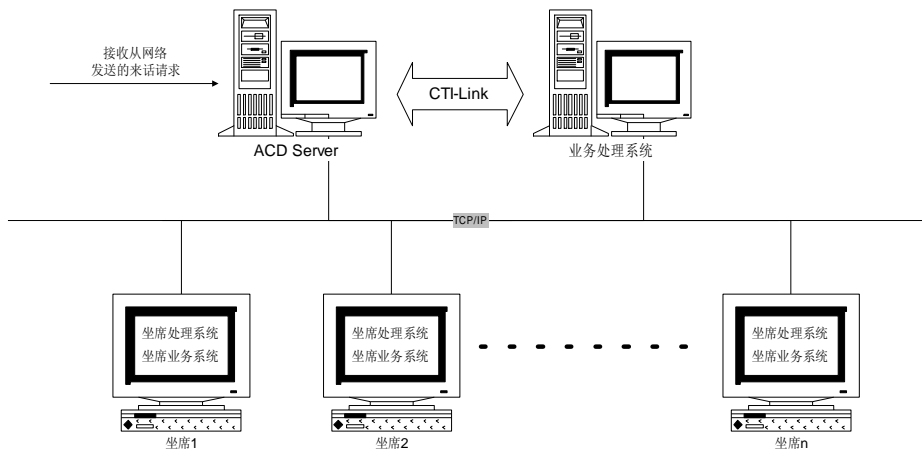 接收从网络
发送的来话请求
CTI-Link
ACD Server
业务处理系统
TCP/IP
坐席处理系统
坐席业务系统
坐席处理系统
坐席业务系统
坐席处理系统
坐席业务系统
坐席1
坐席2
坐席n